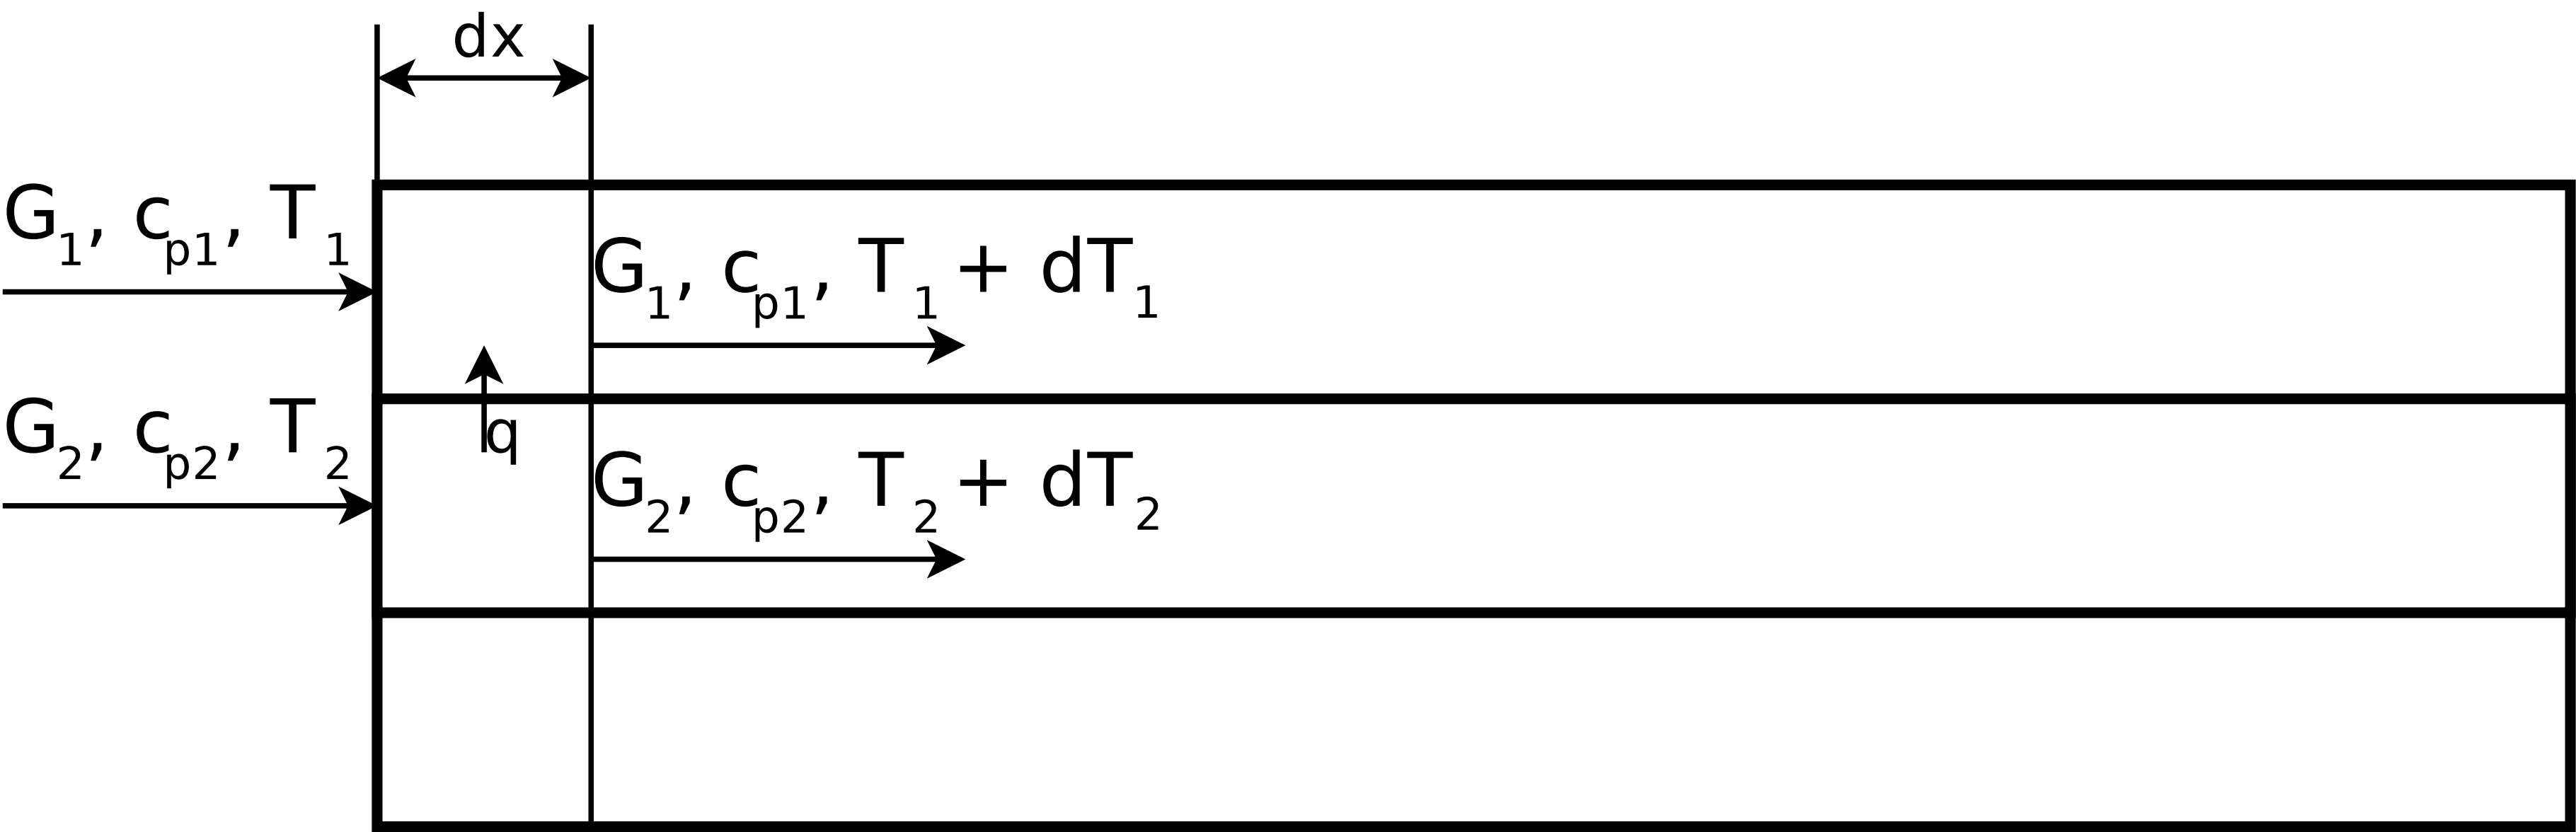 dx
G1, cp1, T1
G1, cp1, T1 + dT1
G2, cp2, T2
q
G2, cp2, T2 + dT2